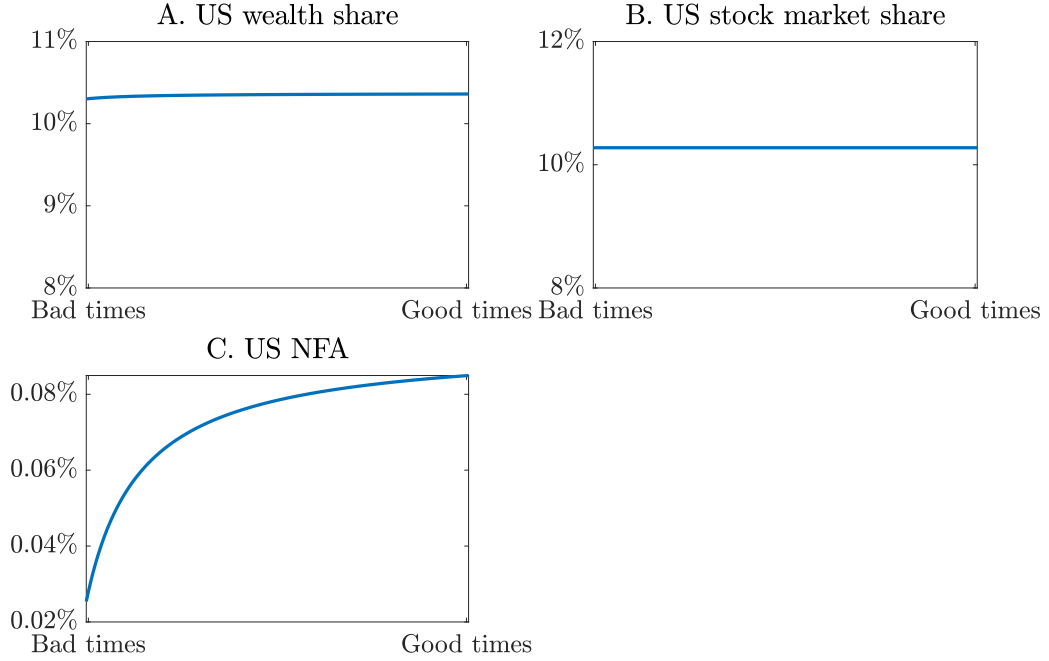 A. US wealth share
11%
10%
9%
8%
Bad times
Good times
B. US stock market share
12%
10%
8%
Bad times
Good times
C. US NFA
0.08%
0.06%
0.04%
0.02%
Bad times
Good times